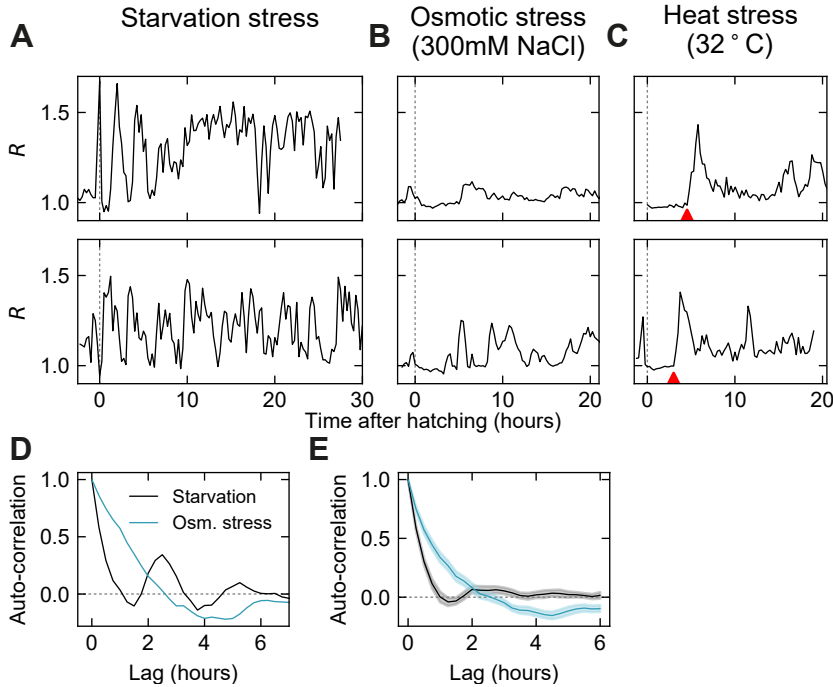 Starvation stress
Osmotic stress
(300mM NaCl)
Heat stress
(32 °C)
A
B
C
R
1.5
1.0
R
1.5
1.0
0 10 20 30
0 10 20
0 10 20
Time after hatching (hours)
D
E
Auto-correlation
1.0
0.5
0.0
Starvation
Osm. stress
0 2 4 6
Lag (hours)
Auto-correlation
1.0
0.5
0.0
0 2 4 6
Lag (hours)